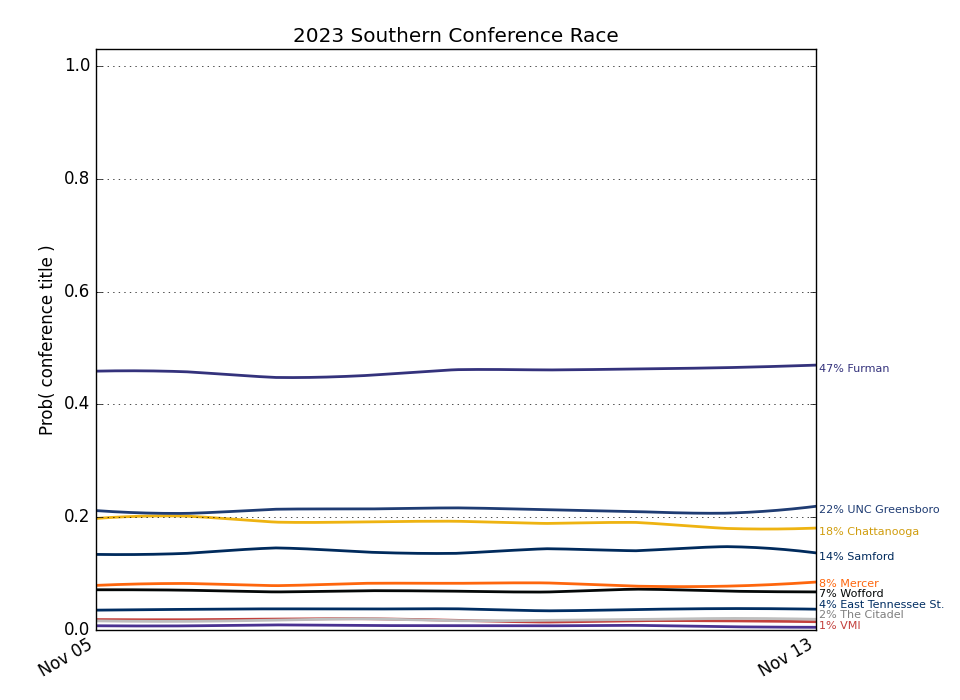 2023 Southern Conference Race
Prob( conference title )
1.0
0.8
0.6
0.4
0.2
0.0
Nov 05
Nov 13
47% Furman
22% UNC Greensboro
18% Chattanooga
14% Samford
8% Mercer
7% Wofford
4% East Tennessee St.
2% The Citadel
1% VMI